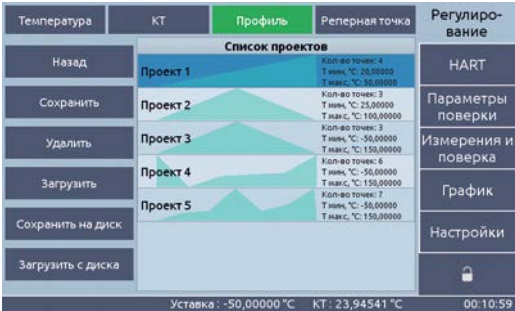 Температура
КТ
Профиль
Реперная точка
Регулиро-
вание
Список проектов
Назад
Сохранить
Удалить
Загрузить
Сохранить на диск
Загрузить с диска
Проект 1
Кол-во точек: 4
Т мин, °C: 20,00000
Т макс, °C: 50,00000
Проект 2
Кол-во точек: 3
Т мин, °C: 25,00000
Т макс, °C: 100,00000
Проект 3
Кол-во точек: 3
Т мин, °C: -50,00000
Т макс, °C: 150,00000
Проект 4
Кол-во точек: 6
Т мин, °C: -50,00000
Т макс, °C: 150,00000
Проект 5
Кол-во точек: 7
Т мин, °C: -50,00000
Т макс, °C: 150,00000
HART
Параметры
поверки
Измерения и
поверка
График
Настройки
Уставка : -50,00000 °C
КТ : 23,94541 °C
00:10:59